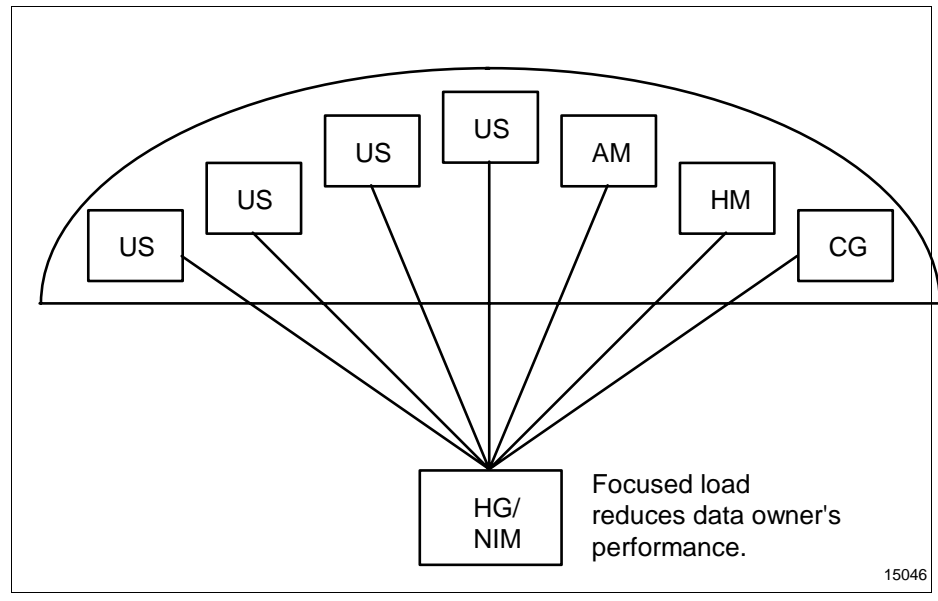 US
US
US
US
AM
HM
CG
HG/
NIM
Focused load
reduces data owner's
performance.
15046